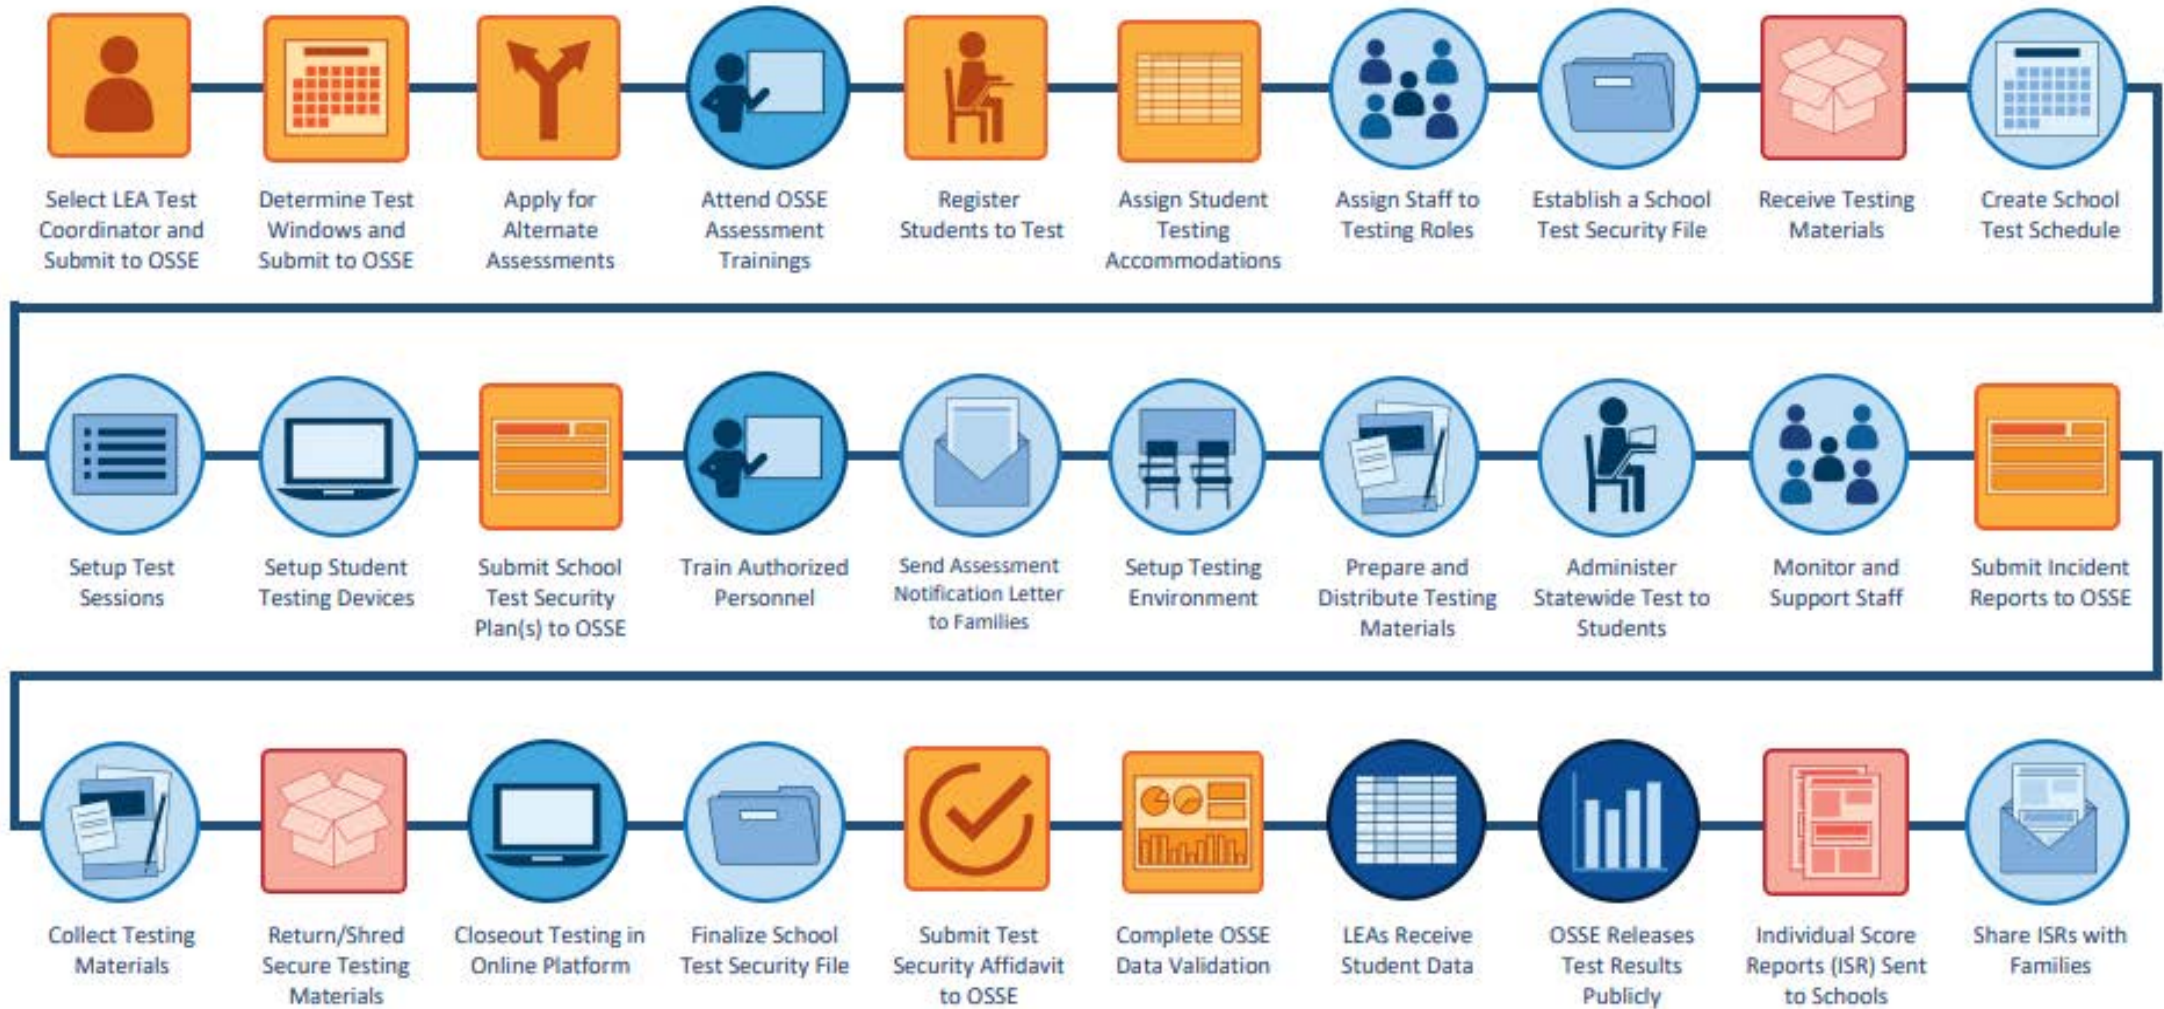 Select LEA Test
Coordinator and
Submit to OSSE
Determine Test
Windows and
Submit to OSSE
Apply for
Alternate
Assessments
Attend OSSE
Assessment
Trainings
Register
Students to Test
Assign Student
Testing
Accommodations
Assign Staff to
Testing Roles
Establish a School
Test Security File
Receive Testing
Materials
Create School
Test Schedule
Setup Test
Sessions
Setup Student
Testing Devices
Submit School
Test Security
Plan(s) to OSSE
Train Authorized
Personnel
Send Assessment
Notification Letter
to Families
Setup Testing
Environment
Prepare and
Distribute Testing
Materials
Administer
Statewide Test to
Students
Monitor and
Support Staff
Submit Incident
Reports to OSSE
Collect Testing
Materials
Return/Shred
Secure Testing
Materials
Closeout Testing in
Online Platform
Finalize School
Test Security File
Submit Test
Security Affidavit
to OSSE
Complete OSSE
Data Validation
LEAs Receive
Student Data
OSSE Releases
Test Results
Publicly
Individual Score
Reports (ISR) Sent
to Schools
Share ISRs with
Families